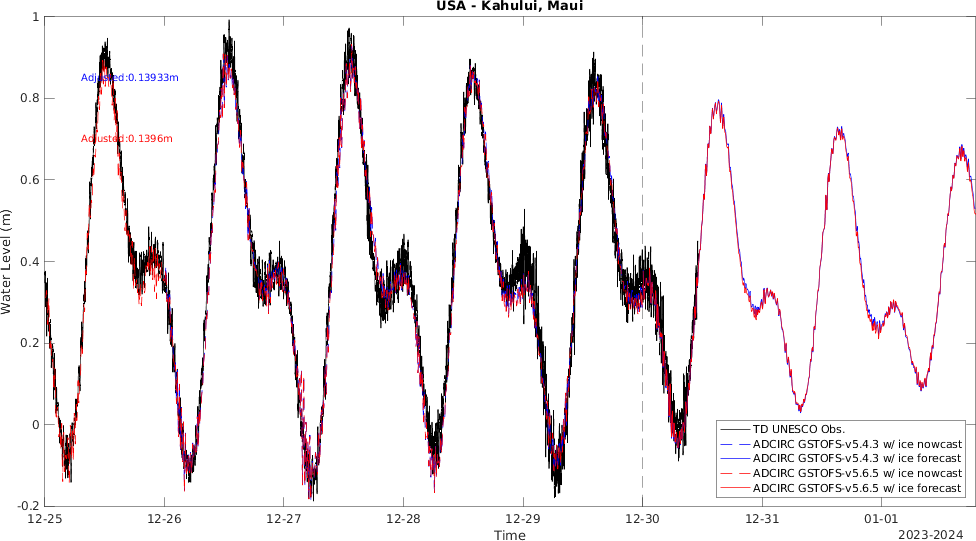 USA - Kahului, Maui
1
0.8
0.6
0.4
0.2
0
-0.2
Water Level (m)
Adjusted:0.13933m
Adjusted:0.1396m
TD UNESCO Obs.
ADCIRC GSTOFS-v5.4.3 w/ ice nowcast
ADCIRC GSTOFS-v5.4.3 w/ ice forecast
ADCIRC GSTOFS-v5.6.5 w/ ice nowcast
ADCIRC GSTOFS-v5.6.5 w/ ice forecast
12-25 12-26 12-27 12-28 12-29 12-30 12-31 01-01
Time
2023-2024